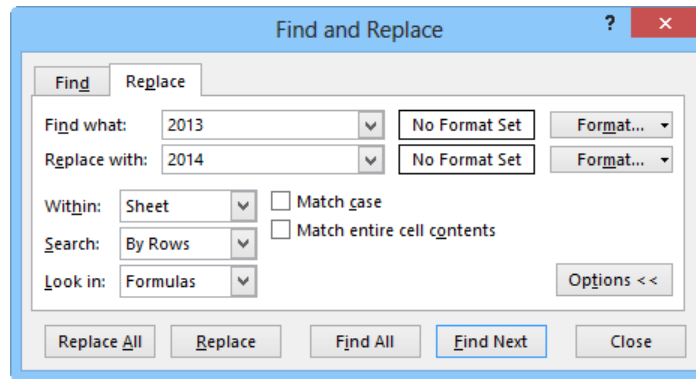 Find and Replace ? ×
Find Replace
Find what: 2013 No Format Set Format...
Replace with: 2014 No Format Set Format...
Within: Sheet Match case
Match entire cell contents
Search: By Rows
Look in: Formulas Options <<
Replace All Replace Find All Find Next Close